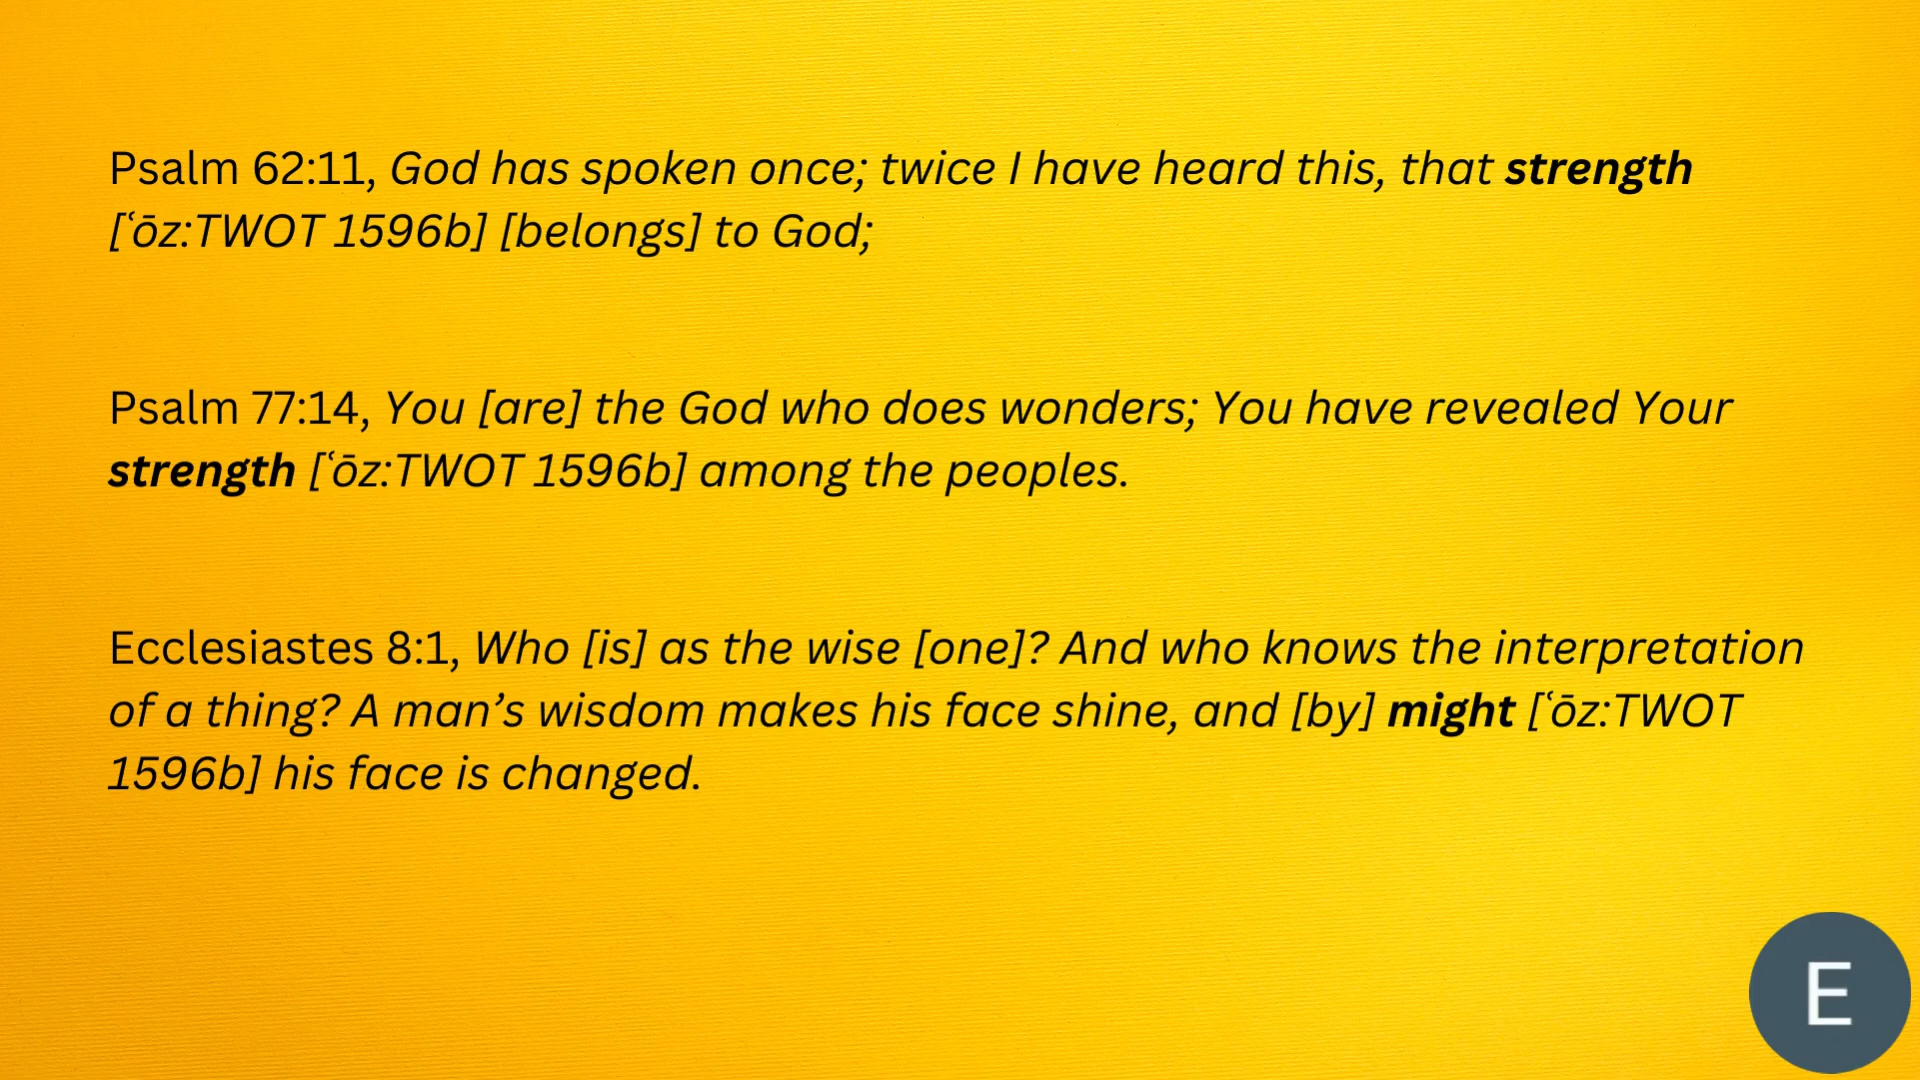 Psalm 62:11, God has spoken once; twice I have heard this, that strength
[ʿōz:TWOT 1596b] [belongs] to God;
Psalm 77:14, You [are] the God who does wonders; You have revealed Your
strength [ʿōz:TWOT 1596b] among the peoples.
Ecclesiastes 8:1, Who [is] as the wise [one]? And who knows the interpretation
of a thing? A man’s wisdom makes his face shine, and [by] might [ʿōz:TWOT
1596b] his face is changed.
E